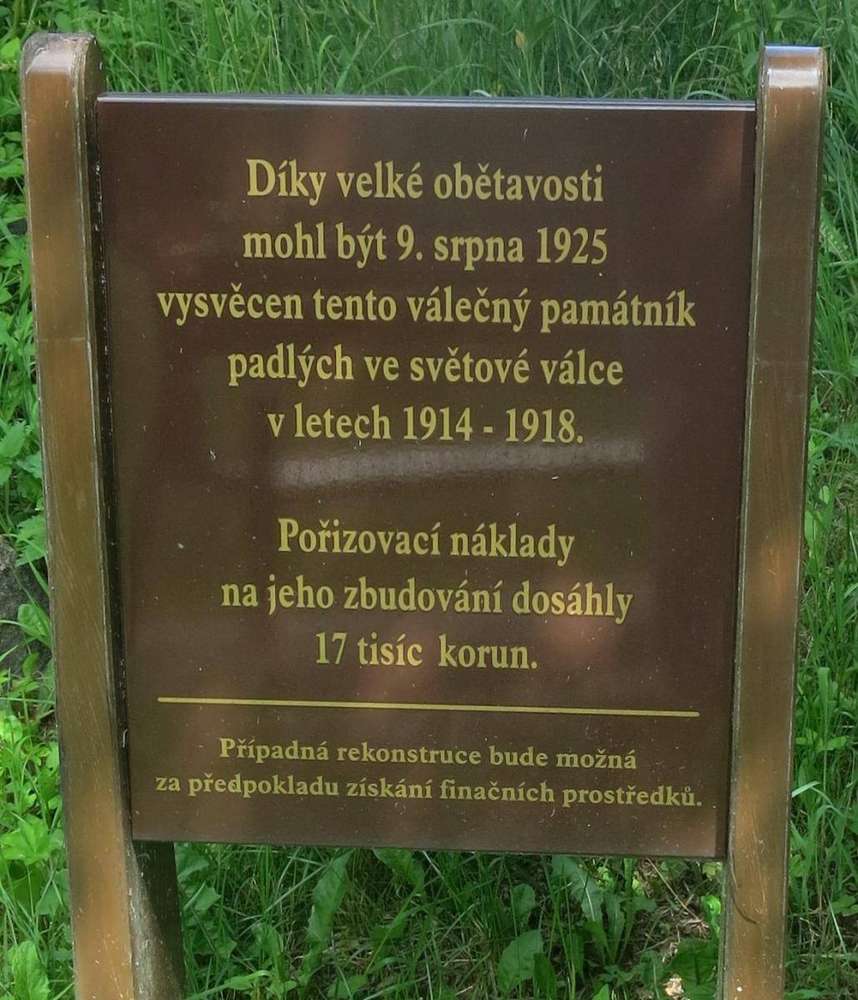 Díky velké obětavosti
mohl být 9. srpna 1925
vysvěcen tento válečný památník
padlých ve světové válce
v letech 1914 - 1918.
Pořizovací náklady
na jeho zbudování dosáhly
17 tisíc korun.
Případná rekonstruce bude možná
za předpokladu získání finačních prostředků.